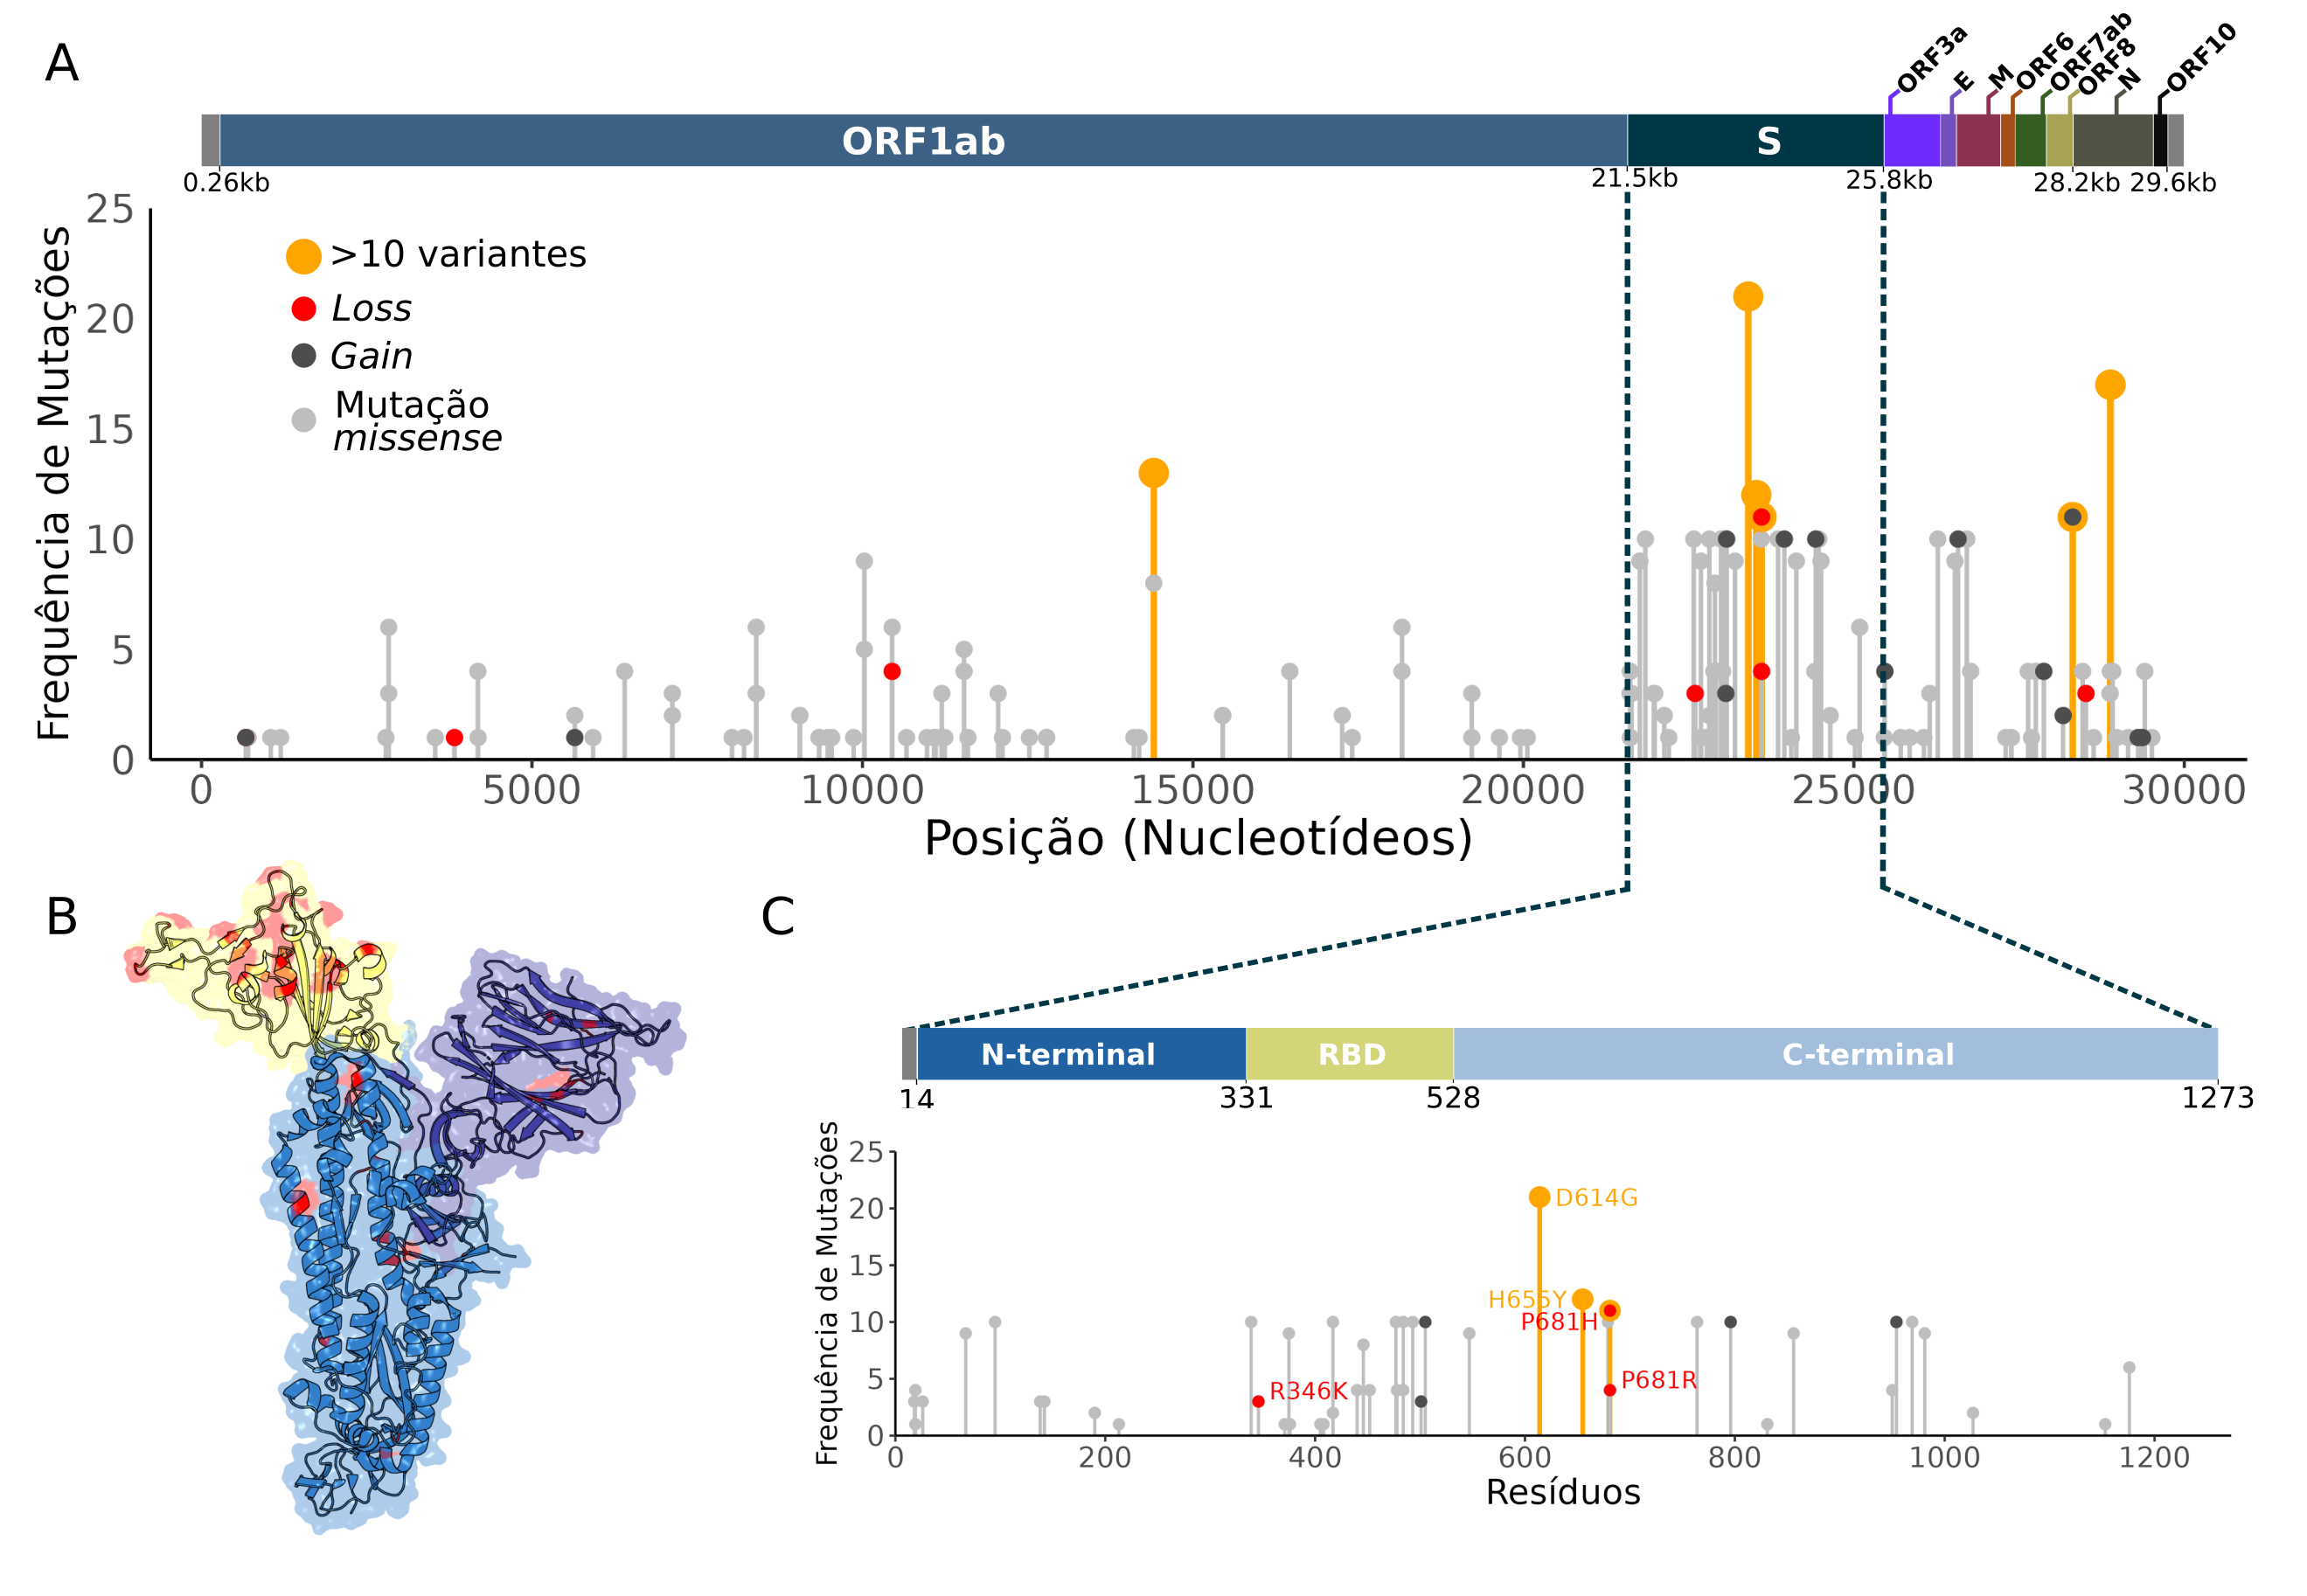 A
ORF3a
E
M
ORF6
ORF7ab
ORF8
N
ORF10
ORF1ab
S
0.26kb
21.5kb
25.8kb
28.2kb
29.6kb
Frequência de Mutações
25
20
15
10
5
0
>10 variantes
Loss
Gain
Mutação
missense
0
5000
10000
15000
20000
25000
30000
Posição (Nucleotídeos)
B
C
N-terminal
RBD
C-terminal
14
331
528
1273
Frequência de Mutações
25
20
15
10
5
0
D614G
H655Y
P681H
R346K
P681R
0
200
400
600
800
1000
1200
Resíduos